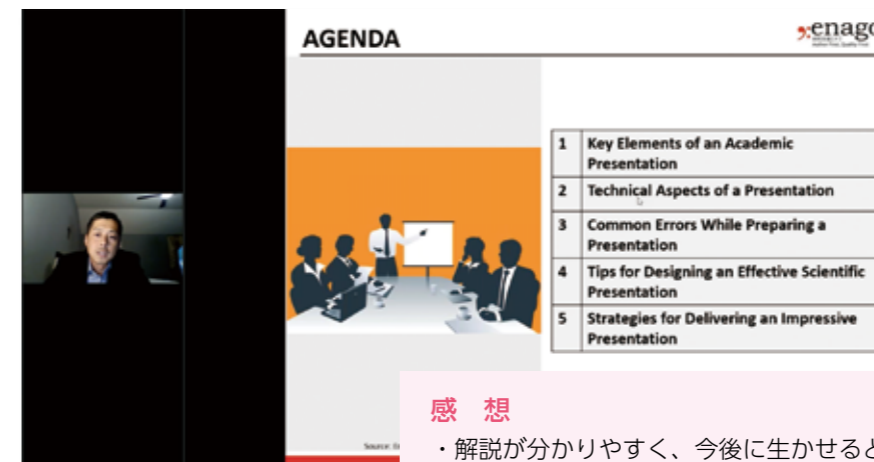 AGENDA
enago
1 Key Elements of an Academic
Presentation
2 Technical Aspects of a Presentation
3 Common Errors While Preparing a
Presentation
4 Tips for Designing an Effective Scientific
Presentation
5 Strategies for Delivering an Impressive
Presentation
感 想
・解説が分かりやすく、今後に生かせると